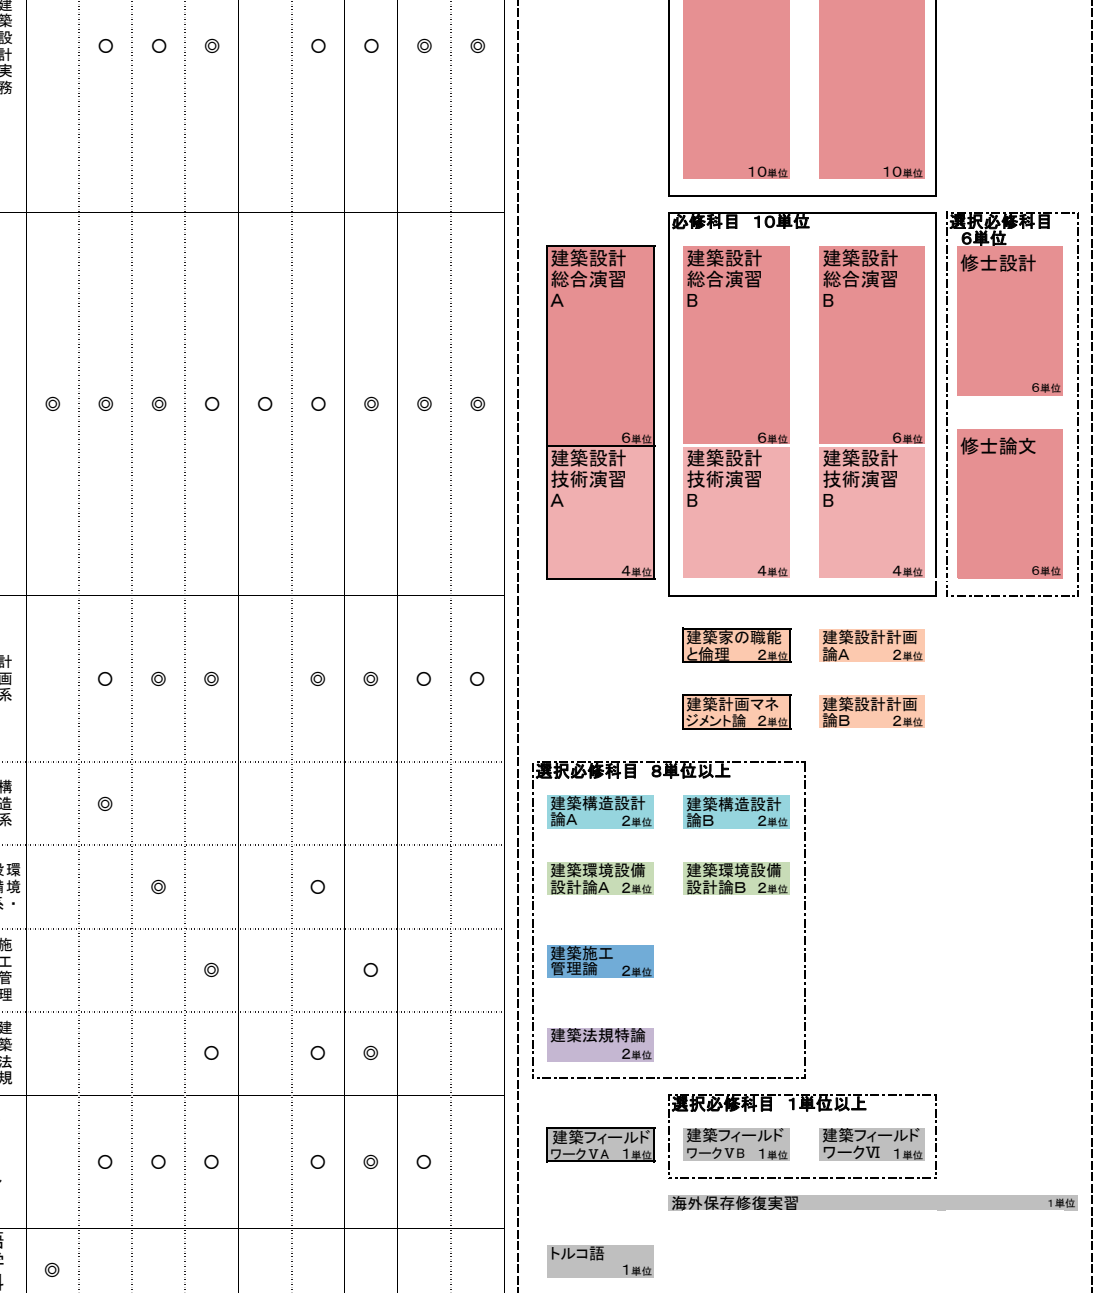 建
築
設
計
実
務
○ ○ ◎ ○ ○ ◎ ◎
10単位 10単位
必修科目 10単位
選択必修科目
6単位
建築設計
総合演習
A
6単位
建築設計
総合演習
B
6単位
建築設計
総合演習
B
6単位
修士設計
6単位
◎ ◎ ◎ ○ ○ ○ ◎ ◎ ◎
建築設計
技術演習
A
4単位
建築設計
技術演習
B
4単位
建築設計
技術演習
B
4単位
修士論文
6単位
計
画
系
○ ◎ ◎ ◎ ◎ ○ ○
建築家の職能
と倫理 2単位
建築設計計画
論A 2単位
建築計画マネ
ジメント論 2単位
建築設計計画
論B 2単位
選択必修科目 8単位以上
構
造
系
◎
建築構造設計
論A 2単位
建築構造設計
論B 2単位
環
境
・
◎ ○
建築環境設備
設計論A 2単位
建築環境設備
設計論B 2単位
施
工
管
理
◎ ○
建築施工
管理論 2単位
建
築
法
規
○ ○ ◎
建築法規特論
2単位
選択必修科目 1単位以上
○ ○ ○ ○ ◎ ○
建築フィールド
ワークⅤA 1単位
建築フィールド
ワークⅤB 1単位
建築フィールド
ワークⅥ 1単位
海外保存修復実習 1単位
◎
トルコ語
1単位